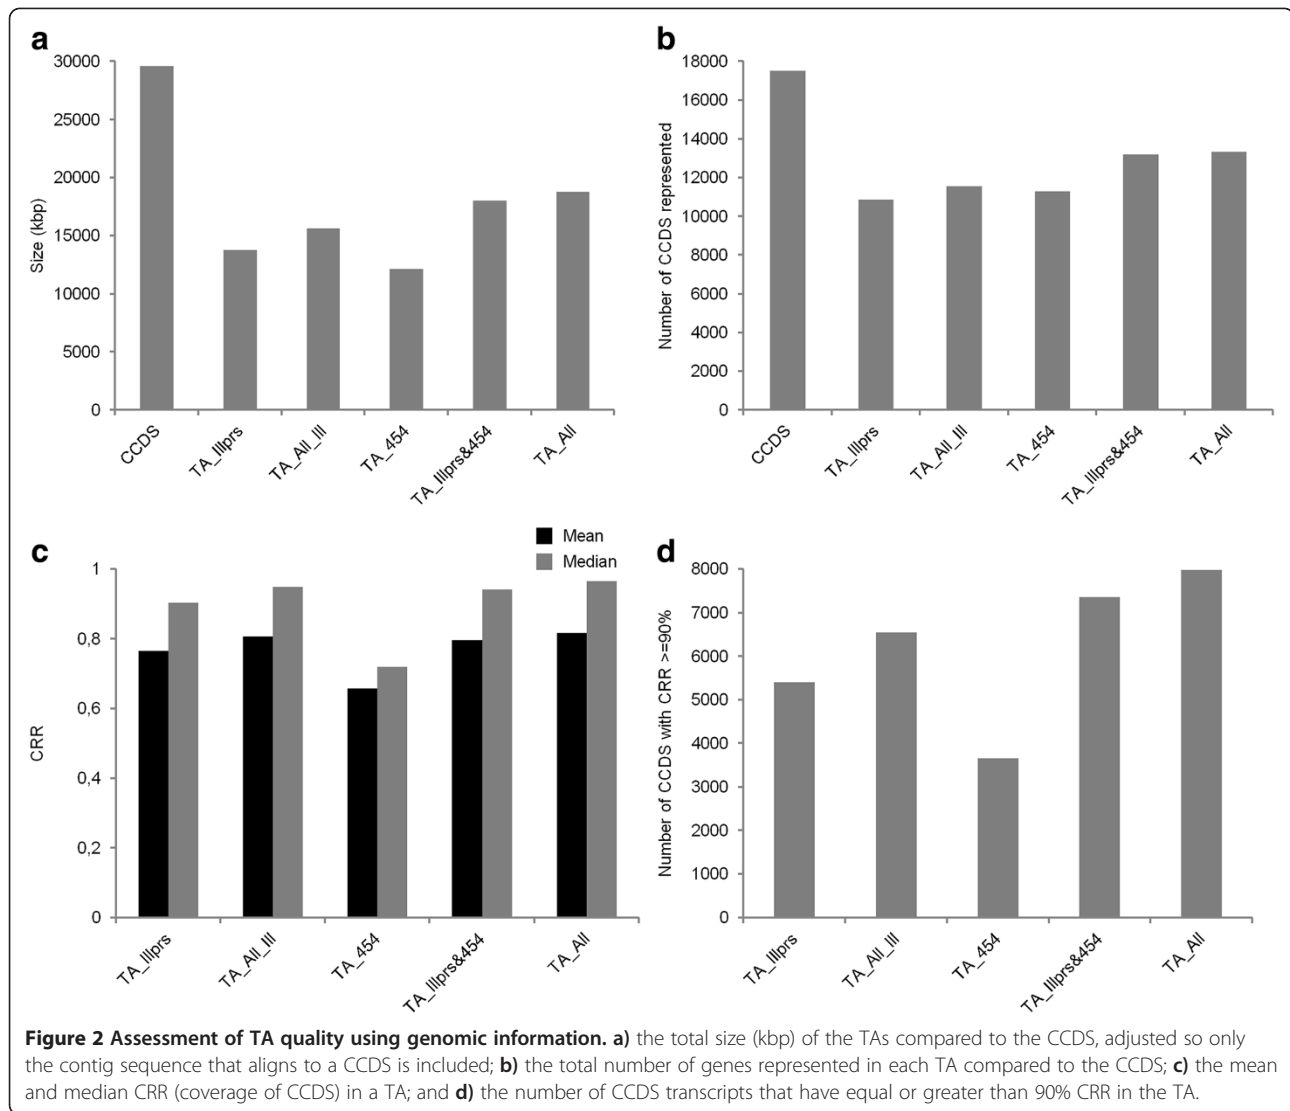 a
30000
25000
20000
15000
10000
5000
0
Size (kbp)
CCDS
TA_Illprs
TA_All_Ill
TA_454
TA_Illprs&454
TA_All
b
18000
16000
14000
12000
10000
8000
6000
4000
2000
0
Number of CCDS represented
CCDS
TA_Illprs
TA_All_Ill
TA_454
TA_Illprs&454
TA_All
c
Mean
Median
1
0,8
0,6
0,4
0,2
0
CRR
TA_Illprs
TA_All_Ill
TA_454
TA_Illprs&454
TA_All
d
8000
7000
6000
5000
4000
3000
2000
1000
0
Number of CCDS with CRR >=90%
TA_Illprs
TA_All_Ill
TA_454
TA_Illprs&454
TA_All
Figure 2 Assessment of TA quality using genomic information. a) the total size (kbp) of the TAs compared to the CCDS, adjusted so only
the contig sequence that aligns to a CCDS is included; b) the total number of genes represented in each TA compared to the CCDS; c) the mean
and median CRR (coverage of CCDS) in a TA; and d) the number of CCDS transcripts that have equal or greater than 90% CRR in the TA.